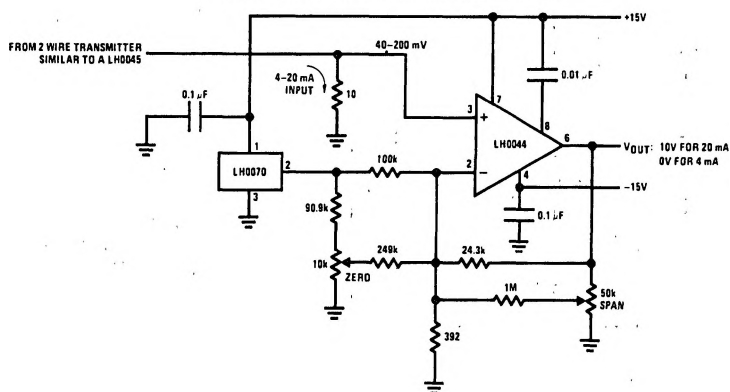 +15V
FROM 2 WIRE TRANSMITTER
SIMILAR TO A LH0045
40–200 mV
4–20 mA
INPUT
10
0.1 μF
0.01 μF
7
8
3
+
LH0044
6
VOUT: 10V FOR 20 mA
0V FOR 4 mA
1
LH0070
2
3
100k
2
–
4
–15V
0.1 μF
90.9k
10k
ZERO
249k
24.3k
1M
50k
SPAN
392